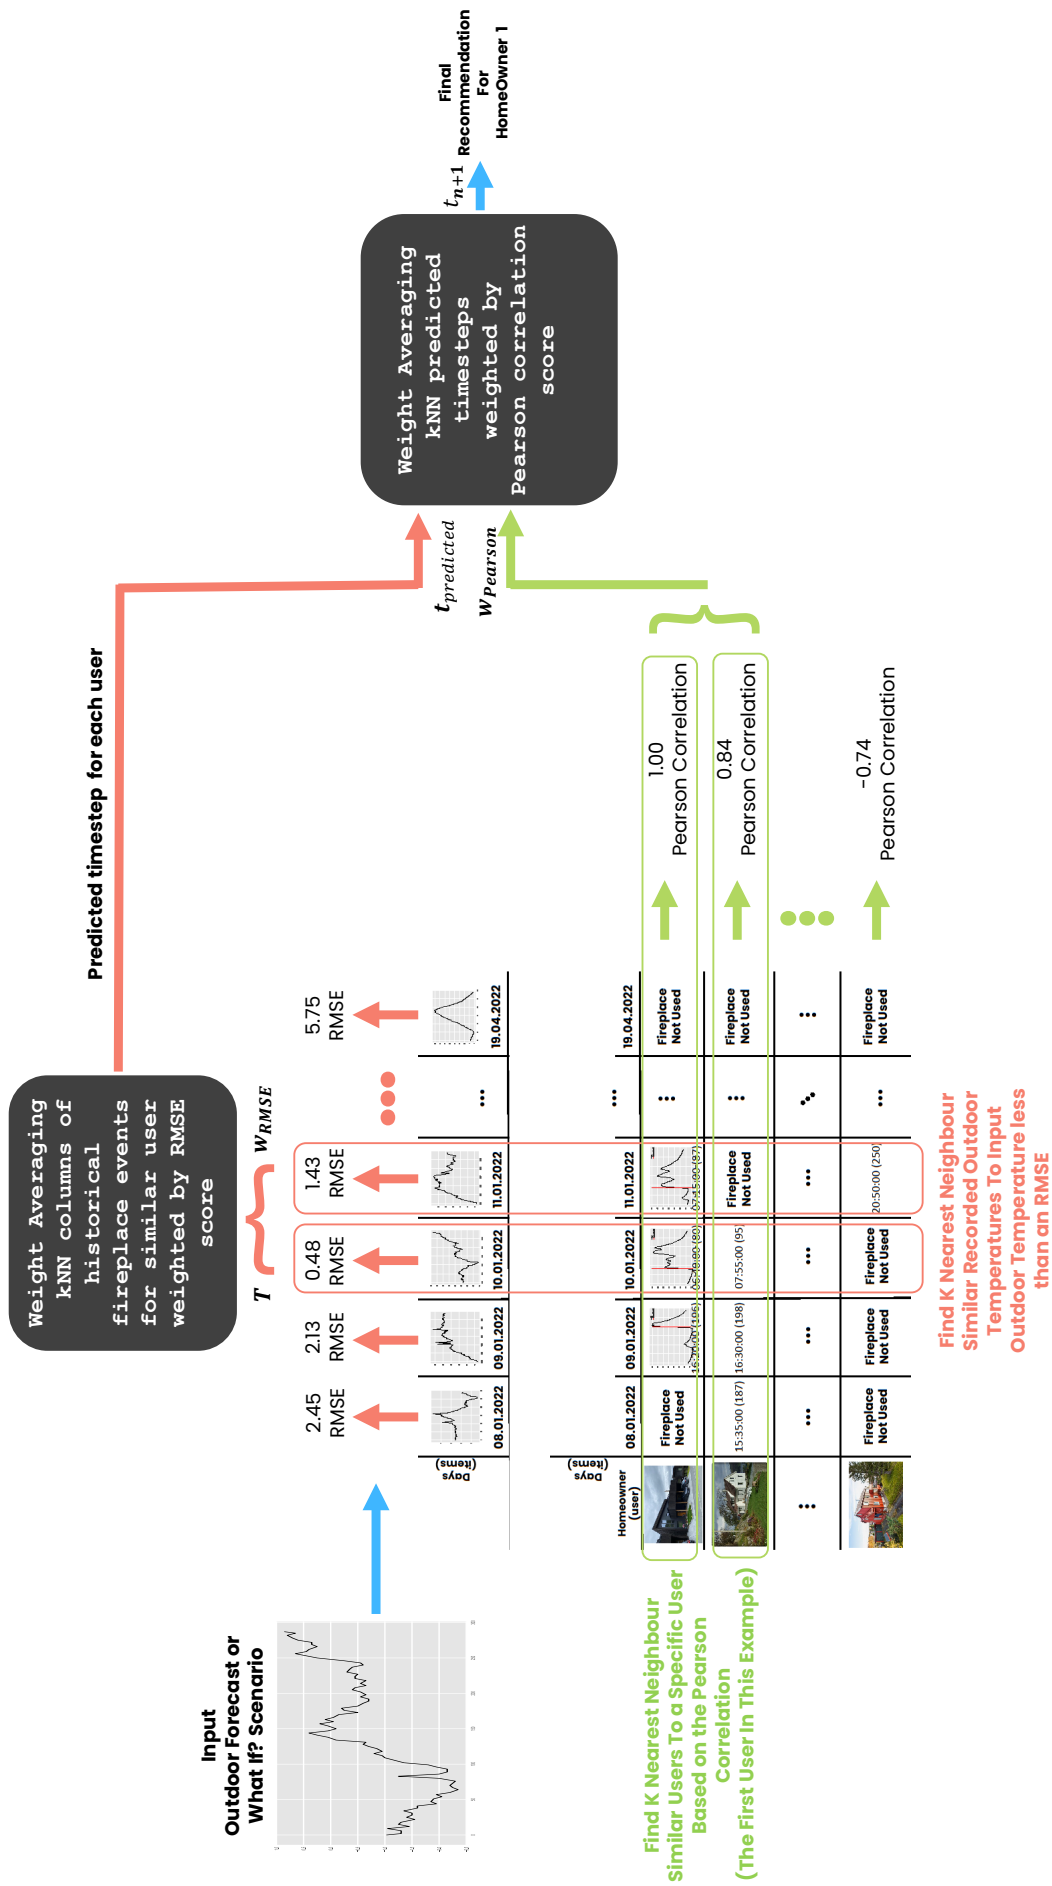 Input
Outdoor Forecast or
What If? Scenario
Weight Averaging
kNN columns of
historical
fireplace events
for similar user
weighted by RMSE
score
Predicted timestep for each user
T
wRMSE
2.45
RMSE
2.13
RMSE
0.48
RMSE
1.43
RMSE
5.75
RMSE
Days
(items)
08.01.2022
09.01.2022
10.01.2022
11.01.2022
...
19.04.2022
Days
(items)
Homeowner
(user)
08.01.2022
09.01.2022
10.01.2022
11.01.2022
...
19.04.2022
Fireplace
Not Used
...
Fireplace
Not Used
1.00
Pearson Correlation
15:35:00 (187)
16:30:00 (198)
07:55:00 (95)
Fireplace
Not Used
...
Fireplace
Not Used
0.84
Pearson Correlation
...
...
...
...
...
...
...
Fireplace
Not Used
Fireplace
Not Used
Fireplace
Not Used
20:50:00 (250)
...
Fireplace
Not Used
-0.74
Pearson Correlation
Find K Nearest Neighbour
Similar Users To a Specific User
Based on the Pearson
Correlation
(The First User In This Example)
Find K Nearest Neighbour
Similar Recorded Outdoor
Temperatures To Input
Outdoor Temperature less
than an RMSE
tpredicted
wPearson
Weight Averaging
kNN predicted
timesteps
weighted by
Pearson correlation
score
tn+1
Final
Recommendation
For
HomeOwner 1